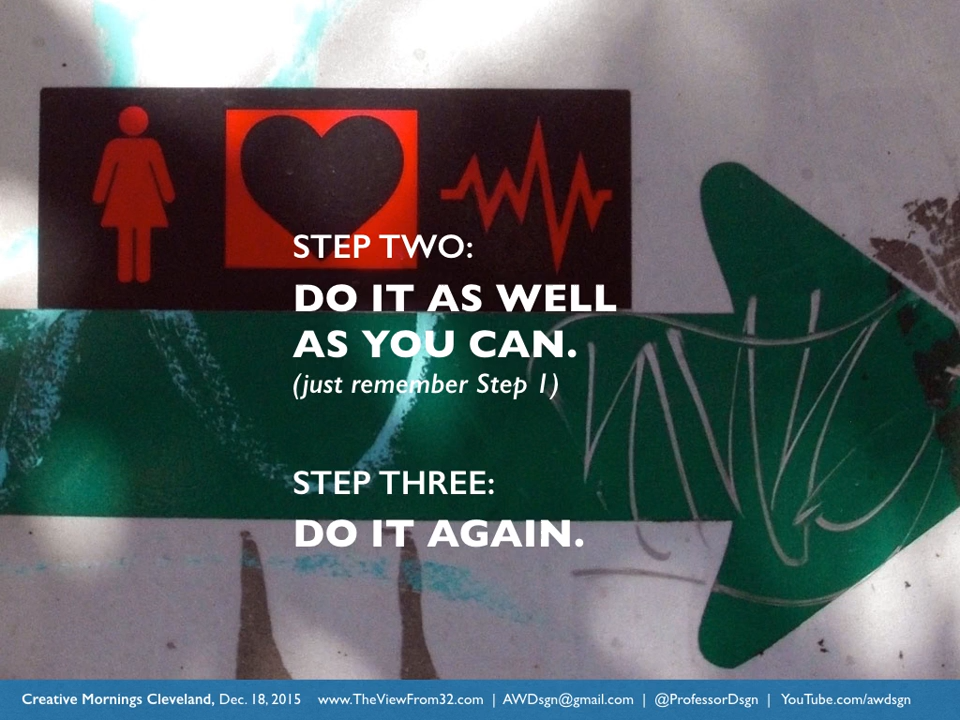 STEP TWO:
DO IT AS WELL
AS YOU CAN.
(just remember Step 1)
STEP THREE:
DO IT AGAIN.
Creative Mornings Cleveland, Dec. 18, 2015 www.TheViewFrom32.com | AWDsgn@gmail.com | @ProfessorDsgn | YouTube.com/awdsgn